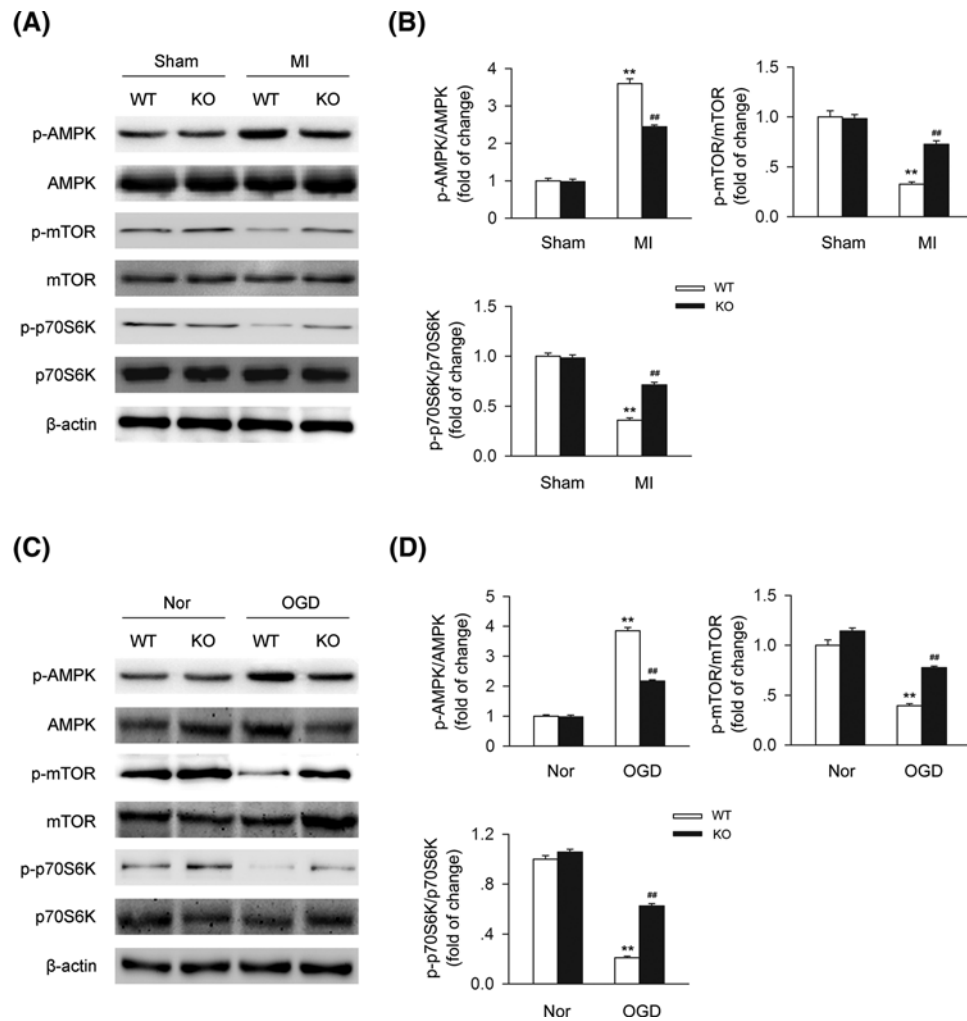 (A)
Sham MI
WT KO WT KO
p-AMPK
AMPK
p-mTOR
mTOR
p-p70S6K
p70S6K
β-actin
(B)
p-AMPK/AMPK
(fold of change)
4
3
2
1
0
**
##
Sham MI
p-mTOR/mTOR
(fold of change)
1.5
1.0
.5
0.0
**
##
Sham MI
WT
KO
p-p70S6K/p70S6K
(fold of change)
1.5
1.0
0.5
0.0
**
##
Sham MI
(C)
Nor OGD
WT KO WT KO
p-AMPK
AMPK
p-mTOR
mTOR
p-p70S6K
p70S6K
β-actin
(D)
p-AMPK/AMPK
(fold of change)
5
4
3
2
1
0
**
##
Nor OGD
p-mTOR/mTOR
(fold of change)
1.5
1.0
.5
0.0
**
##
Nor OGD
WT
KO
p-p70S6K/p70S6K
(fold of change)
1.2
.8
.4
0.0
**
##
Nor OGD